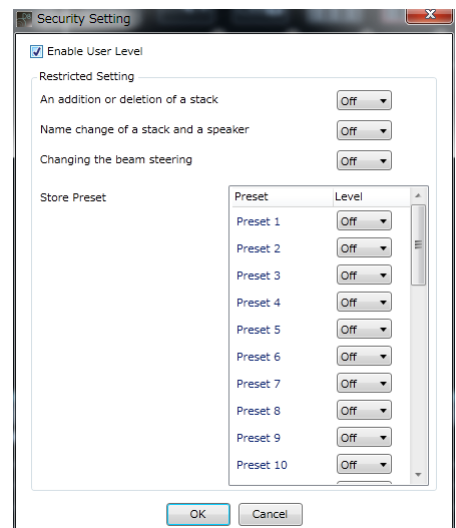 Security Setting
Enable User Level
Restricted Setting
An addition or deletion of a stack Off
Name change of a stack and a speaker Off
Changing the beam steering Off
Store Preset
Preset Level
Preset 1 Off
Preset 2 Off
Preset 3 Off
Preset 4 Off
Preset 5 Off
Preset 6 Off
Preset 7 Off
Preset 8 Off
Preset 9 Off
Preset 10 Off
OK Cancel